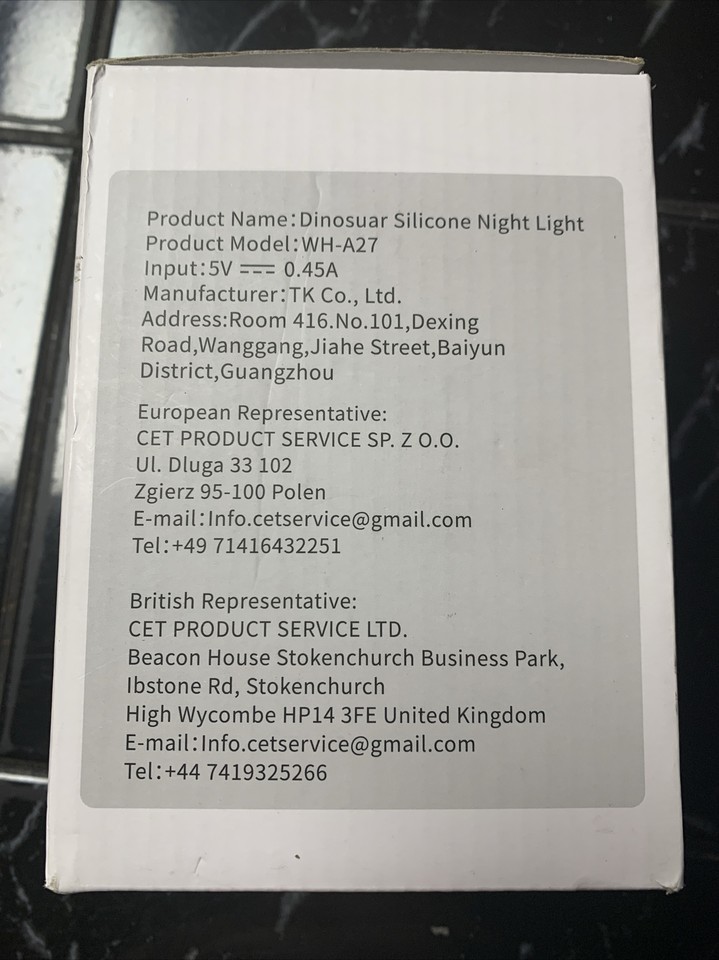 Product Name:Dinosuar Silicone Night Light
Product Model:WH-A27
Input:5V ⎓ 0.45A
Manufacturer:TK Co., Ltd.
Address:Room 416.No.101,Dexing
Road,Wanggang,Jiahe Street,Baiyun
District,Guangzhou
European Representative:
CET PRODUCT SERVICE SP. Z O.O.
Ul. Dluga 33 102
Zgierz 95-100 Polen
E-mail:Info.cetservice@gmail.com
Tel:+49 71416432251
British Representative:
CET PRODUCT SERVICE LTD.
Beacon House Stokenchurch Business Park,
Ibstone Rd, Stokenchurch
High Wycombe HP14 3FE United Kingdom
E-mail:Info.cetservice@gmail.com
Tel:+44 7419325266